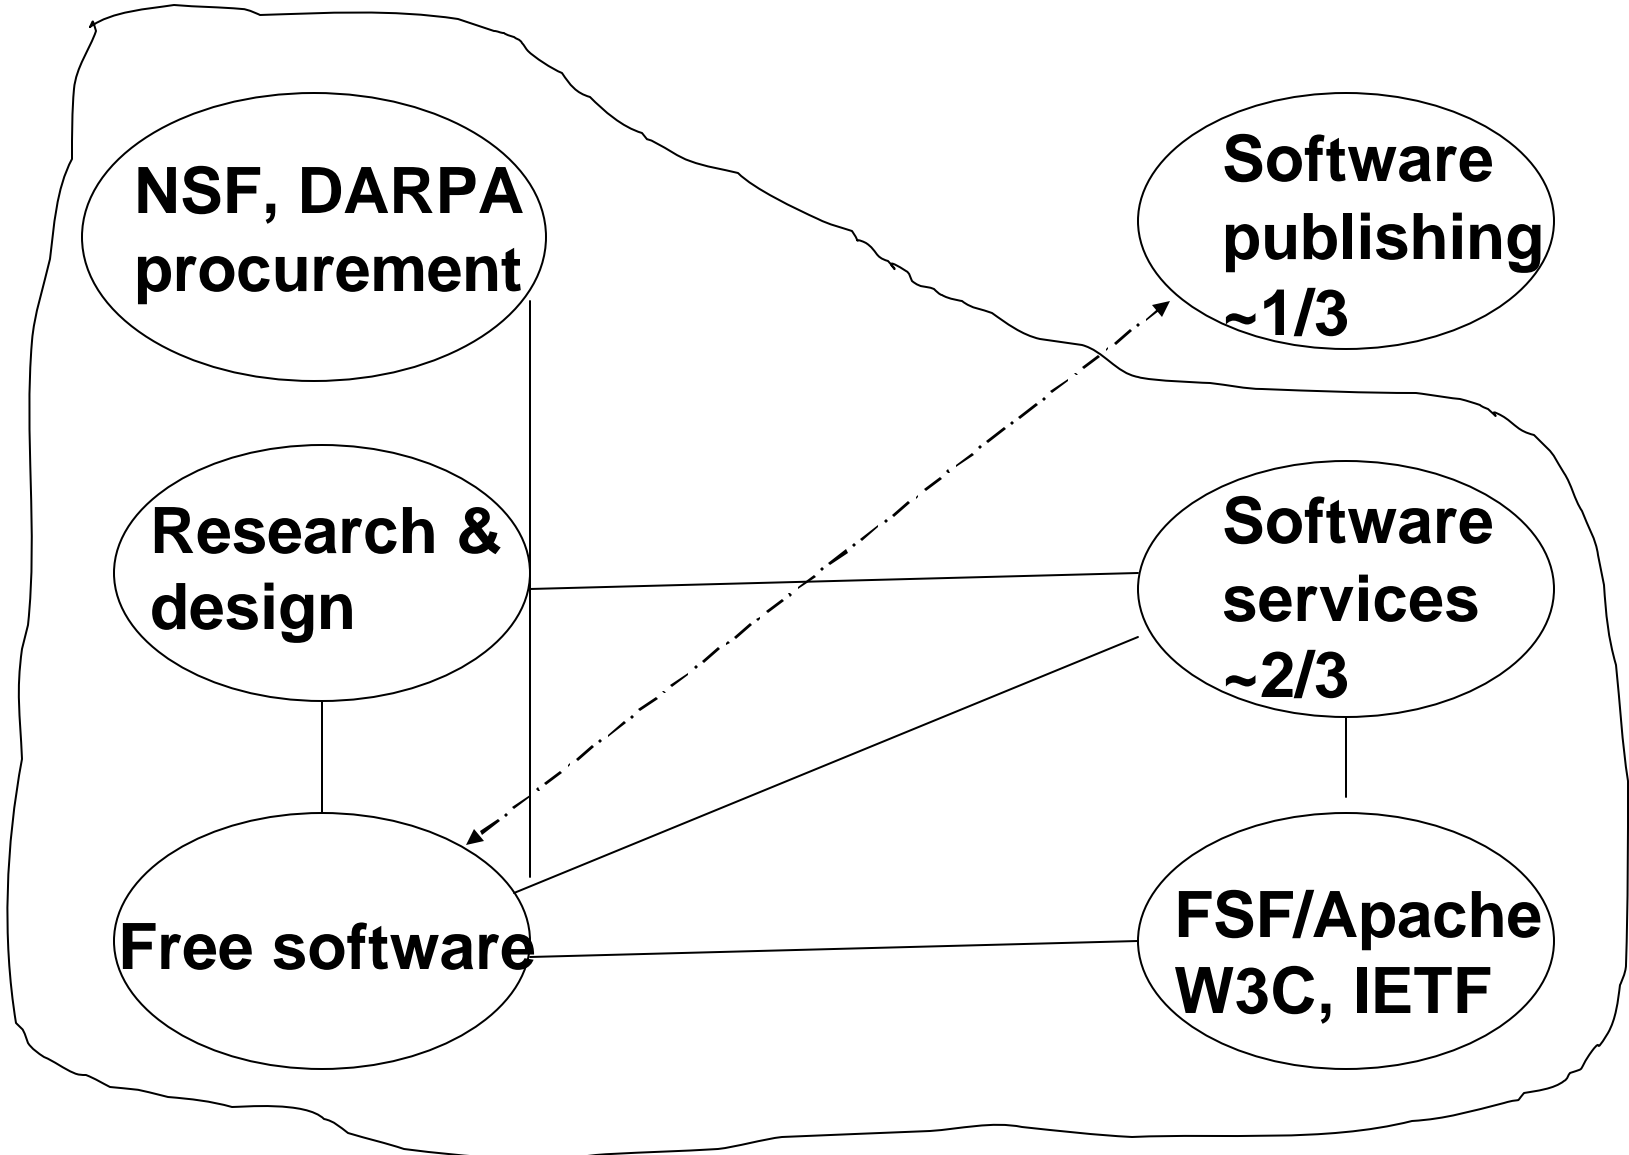 NSF, DARPA
procurement
Software
publishing
~1/3
Research &
design
Software
services
~2/3
Free software
FSF/Apache
W3C, IETF